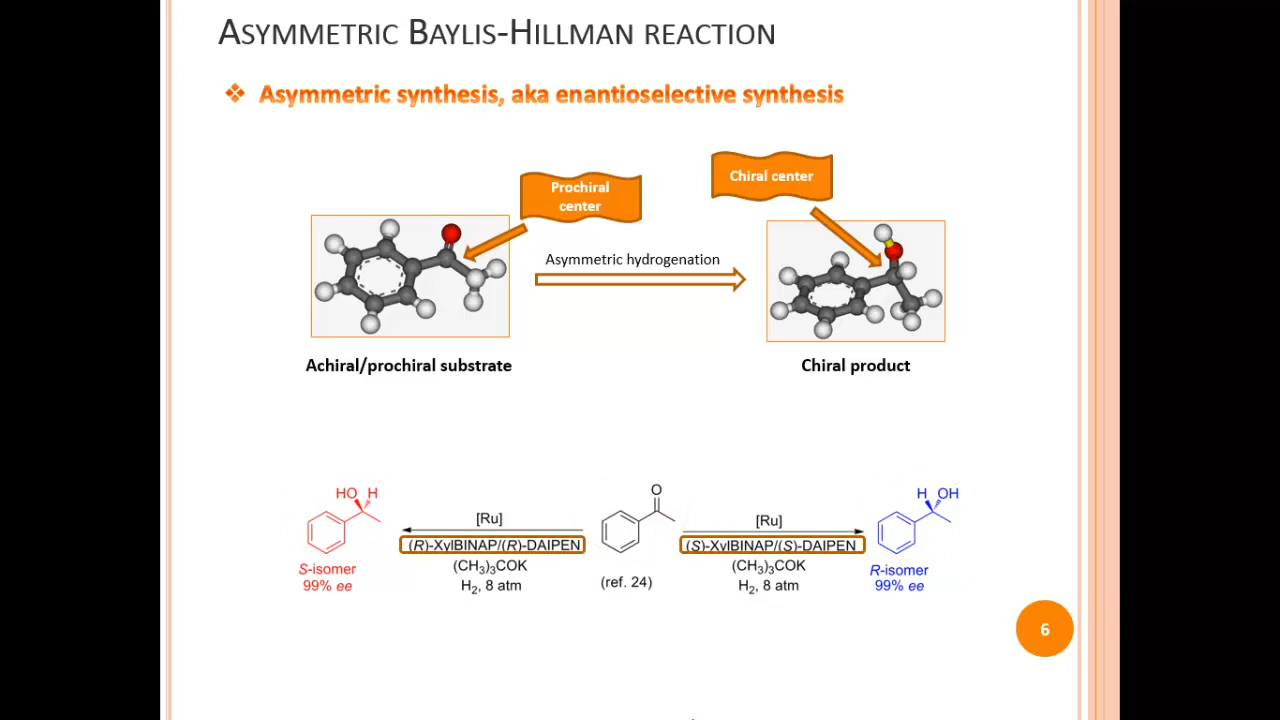 ASYMMETRIC BAYLIS-HILLMAN REACTION
❖ Asymmetric synthesis, aka enantioselective synthesis
Prochiral
center
Chiral center
Asymmetric hydrogenation
Achiral/prochiral substrate
Chiral product
HO H
[Ru]
(R)-XylBINAP/(R)-DAIPEN
(CH₃)₃COK
H₂, 8 atm
S-isomer
99% ee
O
(ref. 24)
[Ru]
(S)-XylBINAP/(S)-DAIPEN
(CH₃)₃COK
H₂, 8 atm
H OH
R-isomer
99% ee
6